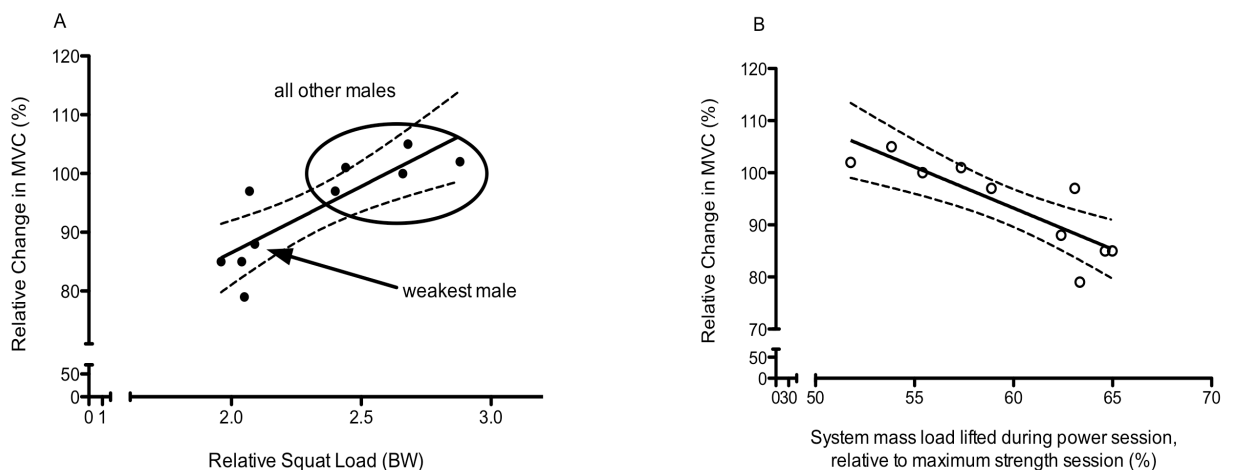 A
120
110
100
90
80
50
0
0 1
2.0
2.5
3.0
all other males
weakest male
Relative Change in MVC (%)
Relative Squat Load (BW)
B
120
110
100
90
80
70
50
0
0 30 50
55
60
65
70
Relative Change in MVC (%)
System mass load lifted during power session,
relative to maximum strength session (%)